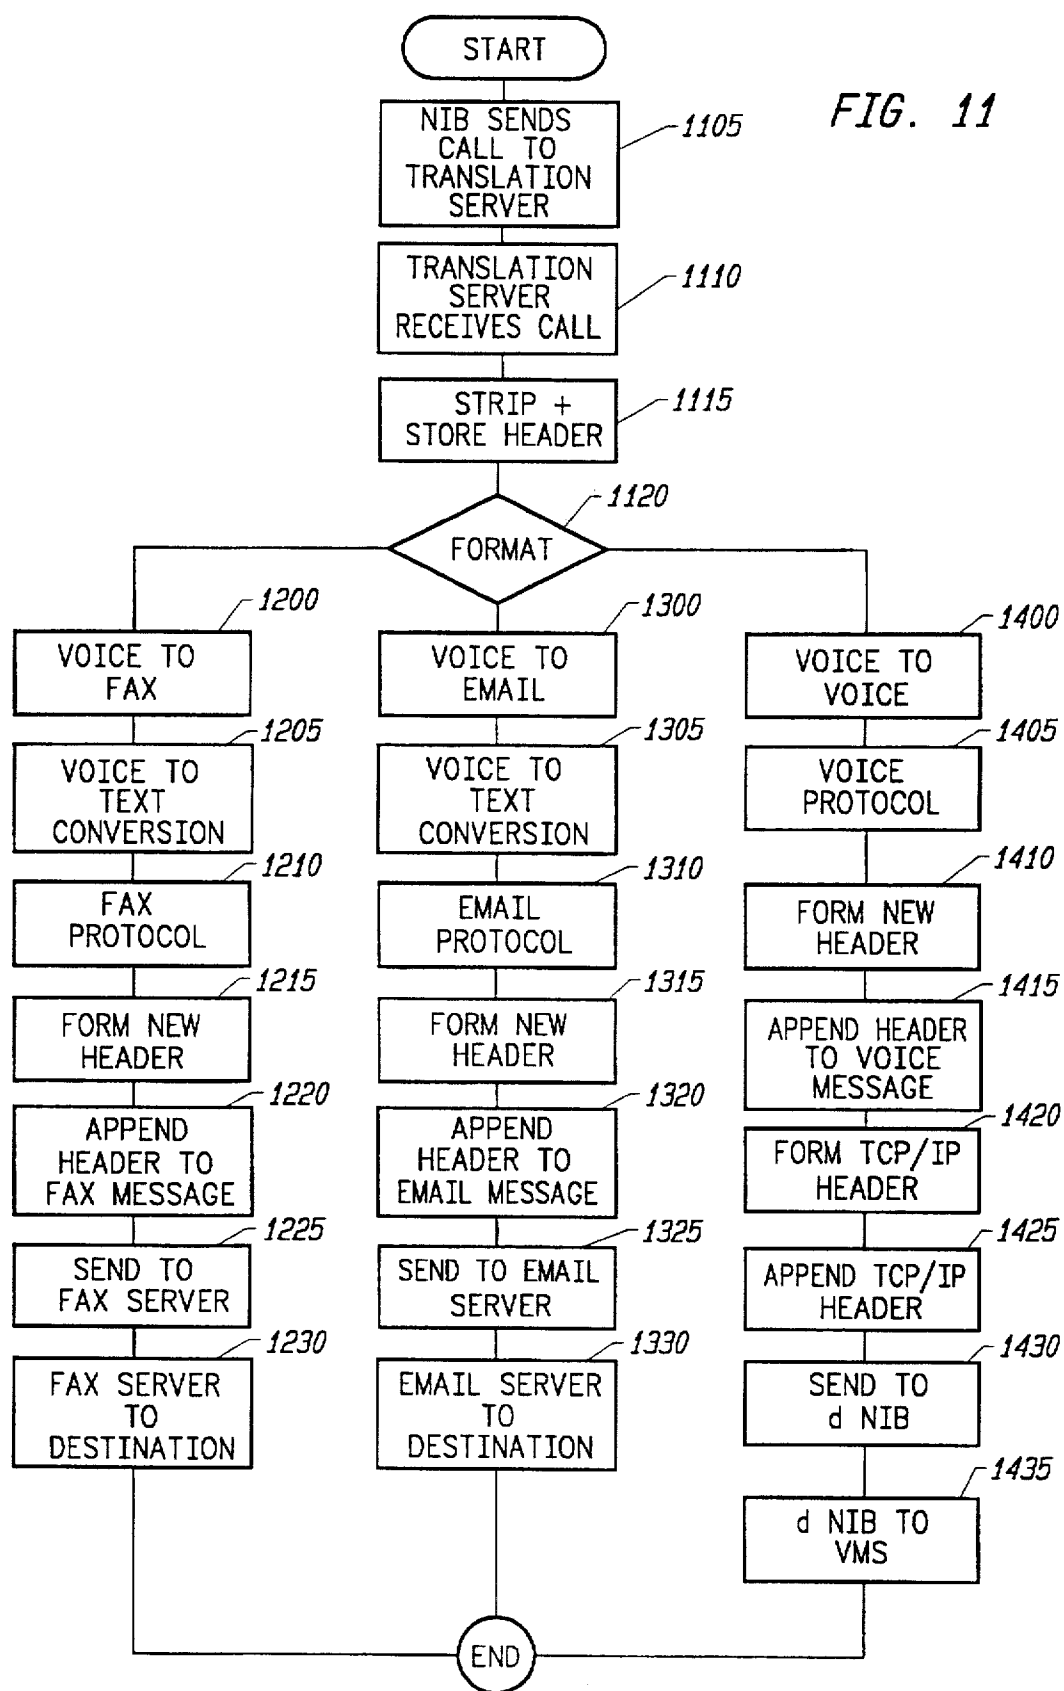 START
FIG. 11
NIB SENDS
CALL TO
TRANSLATION
SERVER
1105
TRANSLATION
SERVER
RECEIVES CALL
1110
STRIP +
STORE HEADER
1115
FORMAT
1120
1200
VOICE TO
FAX
1205
VOICE TO
TEXT
CONVERSION
1210
FAX
PROTOCOL
1215
FORM NEW
HEADER
1220
APPEND
HEADER TO
FAX MESSAGE
1225
SEND TO
FAX SERVER
1230
FAX SERVER
TO
DESTINATION
1300
VOICE TO
EMAIL
1305
VOICE TO
TEXT
CONVERSION
1310
EMAIL
PROTOCOL
1315
FORM NEW
HEADER
1320
APPEND
HEADER TO
EMAIL MESSAGE
1325
SEND TO EMAIL
SERVER
1330
EMAIL SERVER
TO
DESTINATION
1400
VOICE TO
VOICE
1405
VOICE
PROTOCOL
1410
FORM NEW
HEADER
1415
APPEND HEADER
TO VOICE
MESSAGE
1420
FORM TCP/IP
HEADER
1425
APPEND TCP/IP
HEADER
1430
SEND TO
d NIB
1435
d NIB TO
VMS
END